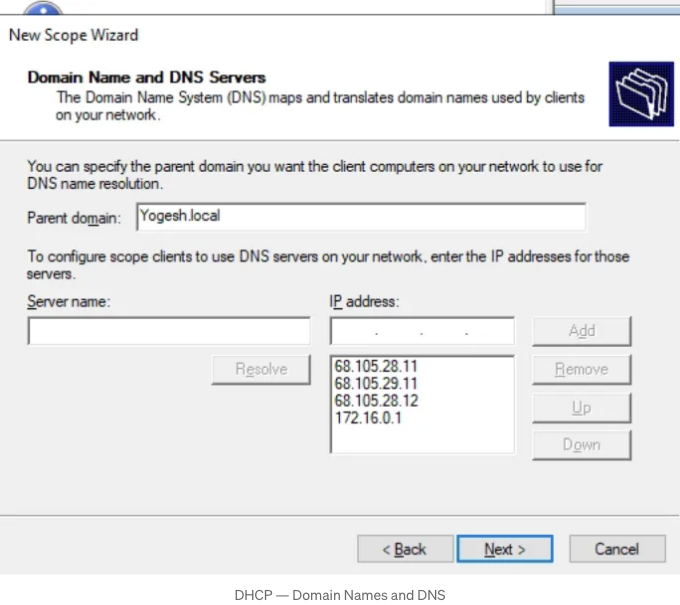 New Scope Wizard
Domain Name and DNS Servers
The Domain Name System (DNS) maps and translates domain names used by clients
on your network.
You can specify the parent domain you want the client computers on your network to use for
DNS name resolution.
Parent domain: Yogesh.local
To configure scope clients to use DNS servers on your network, enter the IP addresses for those
servers.
Server name: IP address:
. . . Add
Resolve 68.105.28.11 Remove
68.105.29.11
68.105.28.12 Up
172.16.0.1
Down
< Back Next > Cancel
DHCP — Domain Names and DNS